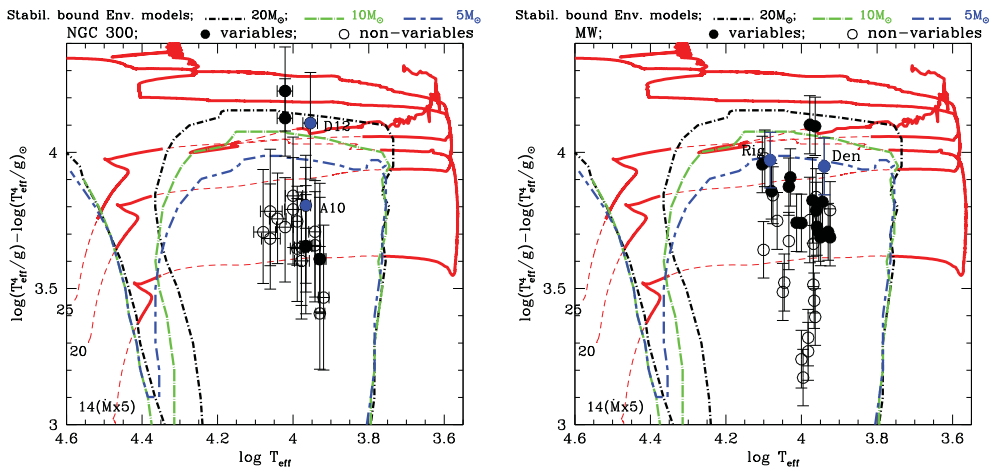 Stabil. bound Env. models; 20M⊙; 10M⊙ 5M⊙
NGC 300; variables; non-variables
log(T⁴eff/g)−log(T⁴eff/g)⊙
4
3.5
3
D12
A10
25
20
14(Ṁx5)
4.6 4.4 4.2 4 3.8 3.6
log Teff
Stabil. bound Env. models; 20M⊙; 10M⊙ 5M⊙
MW; variables; non-variables
log(T⁴eff/g)−log(T⁴eff/g)⊙
4
3.5
3
Rig
Den
25
20
14(Ṁx5)
4.6 4.4 4.2 4 3.8 3.6
log Teff